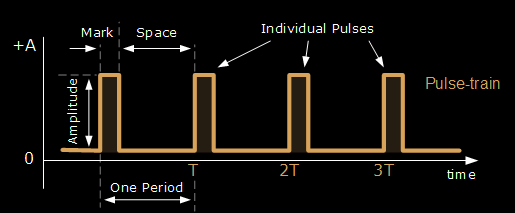 Individual Pulses
+A
Mark
Space
Amplitude
Pulse-train
0
T
2T
3T
time
One Period